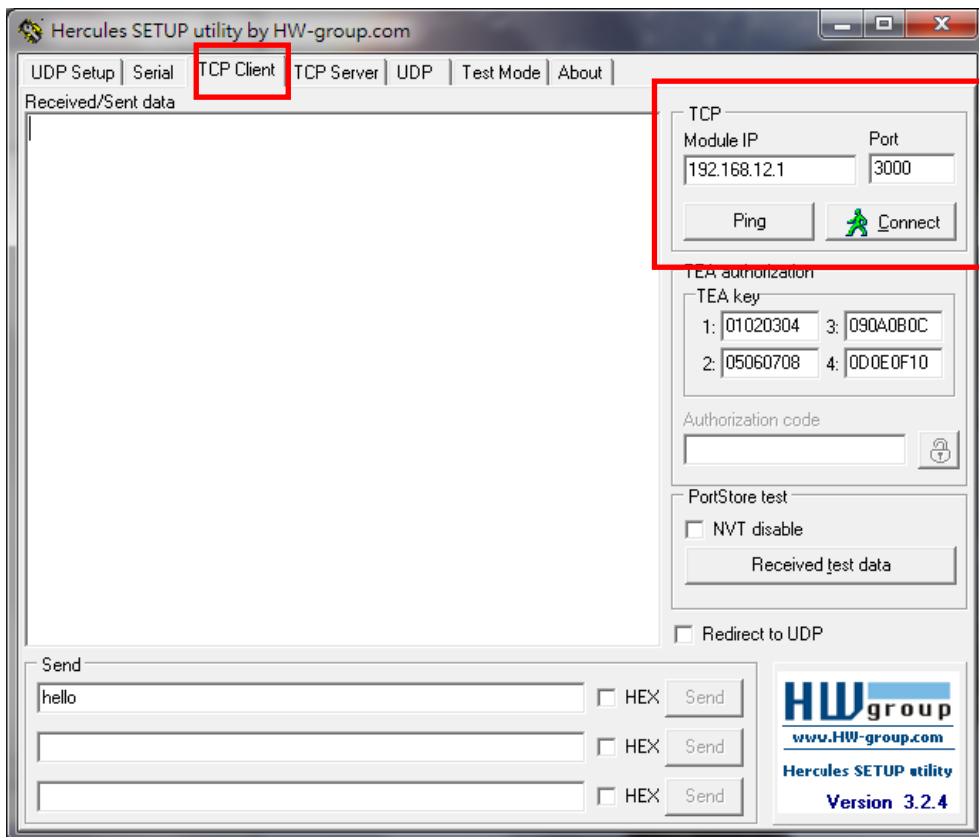 Hercules SETUP utility by HW-group.com
UDP Setup Serial TCP Client TCP Server UDP Test Mode About
Received/Sent data
TCP
Module IP Port
192.168.12.1 3000
Ping Connect
TEA authorization
TEA key
1: 01020304 3: 090A0B0C
2: 05060708 4: 0D0E0F10
Authorization code
PortStore test
NVT disable
Received test data
Redirect to UDP
Send
hello HEX Send
HEX Send
HEX Send
HW group
www.HW-group.com
Hercules SETUP utility
Version 3.2.4